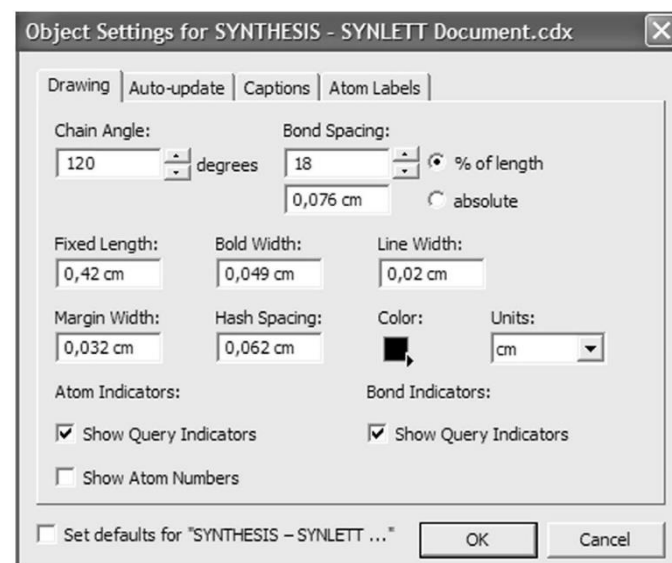 Object Settings for SYNTHESIS - SYNLETT Document.cdx
Drawing Auto-update Captions Atom Labels
Chain Angle: Bond Spacing:
120 degrees 18 % of length
0,076 cm absolute
Fixed Length: Bold Width: Line Width:
0,42 cm 0,049 cm 0,02 cm
Margin Width: Hash Spacing: Color: Units:
0,032 cm 0,062 cm cm
Atom Indicators: Bond Indicators:
Show Query Indicators Show Query Indicators
Show Atom Numbers
Set defaults for "SYNTHESIS – SYNLETT ..." OK Cancel